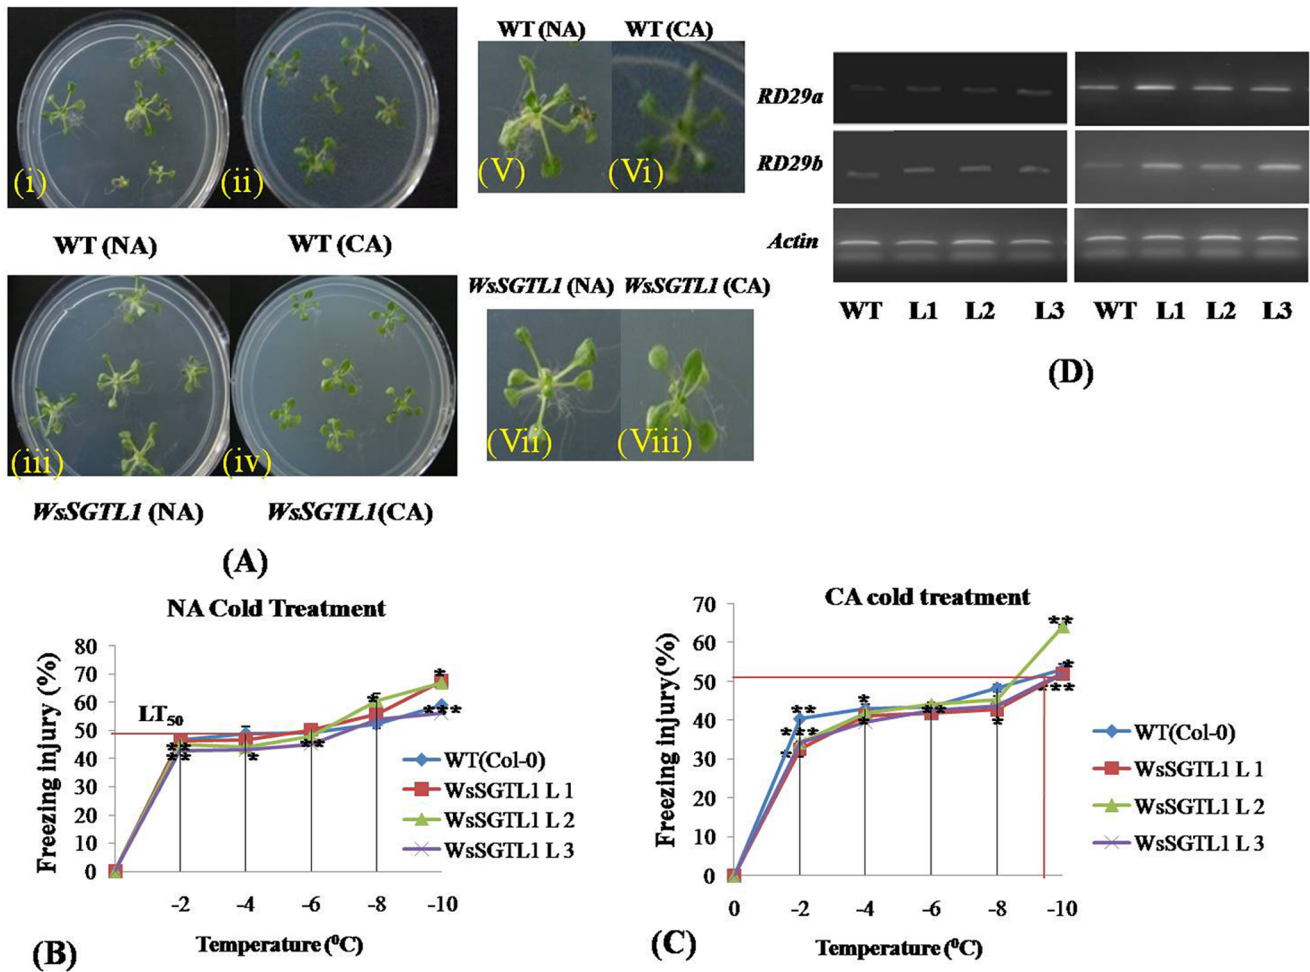 (i)
(ii)
WT (NA)
WT (CA)
(iii)
(iv)
WsSGTL1 (NA)
WsSGTL1(CA)
(A)
WT (NA)
WT (CA)
(V)
(Vi)
WsSGTL1 (NA)
WsSGTL1 (CA)
(Vii)
(Viii)
RD29a
RD29b
Actin
WT L1 L2 L3
WT L1 L2 L3
(D)
NA Cold Treatment
Freezing injury (%)
80
70
60
50
40
30
20
10
0
LT50
**
**
*
**
*
*
***
-2 -4 -6 -8 -10
Temperature (⁰C)
WT(Col-0)
WsSGTL1 L 1
WsSGTL1 L 2
WsSGTL1 L 3
(B)
CA cold treatment
Freezing injury (%)
70
60
50
40
30
20
10
0
**
***
**
*
*
**
*
**
*
***
0 -2 -4 -6 -8 -10
Temperature (⁰C)
WT(Col-0)
WsSGTL1 L 1
WsSGTL1 L 2
WsSGTL1 L 3
(C)